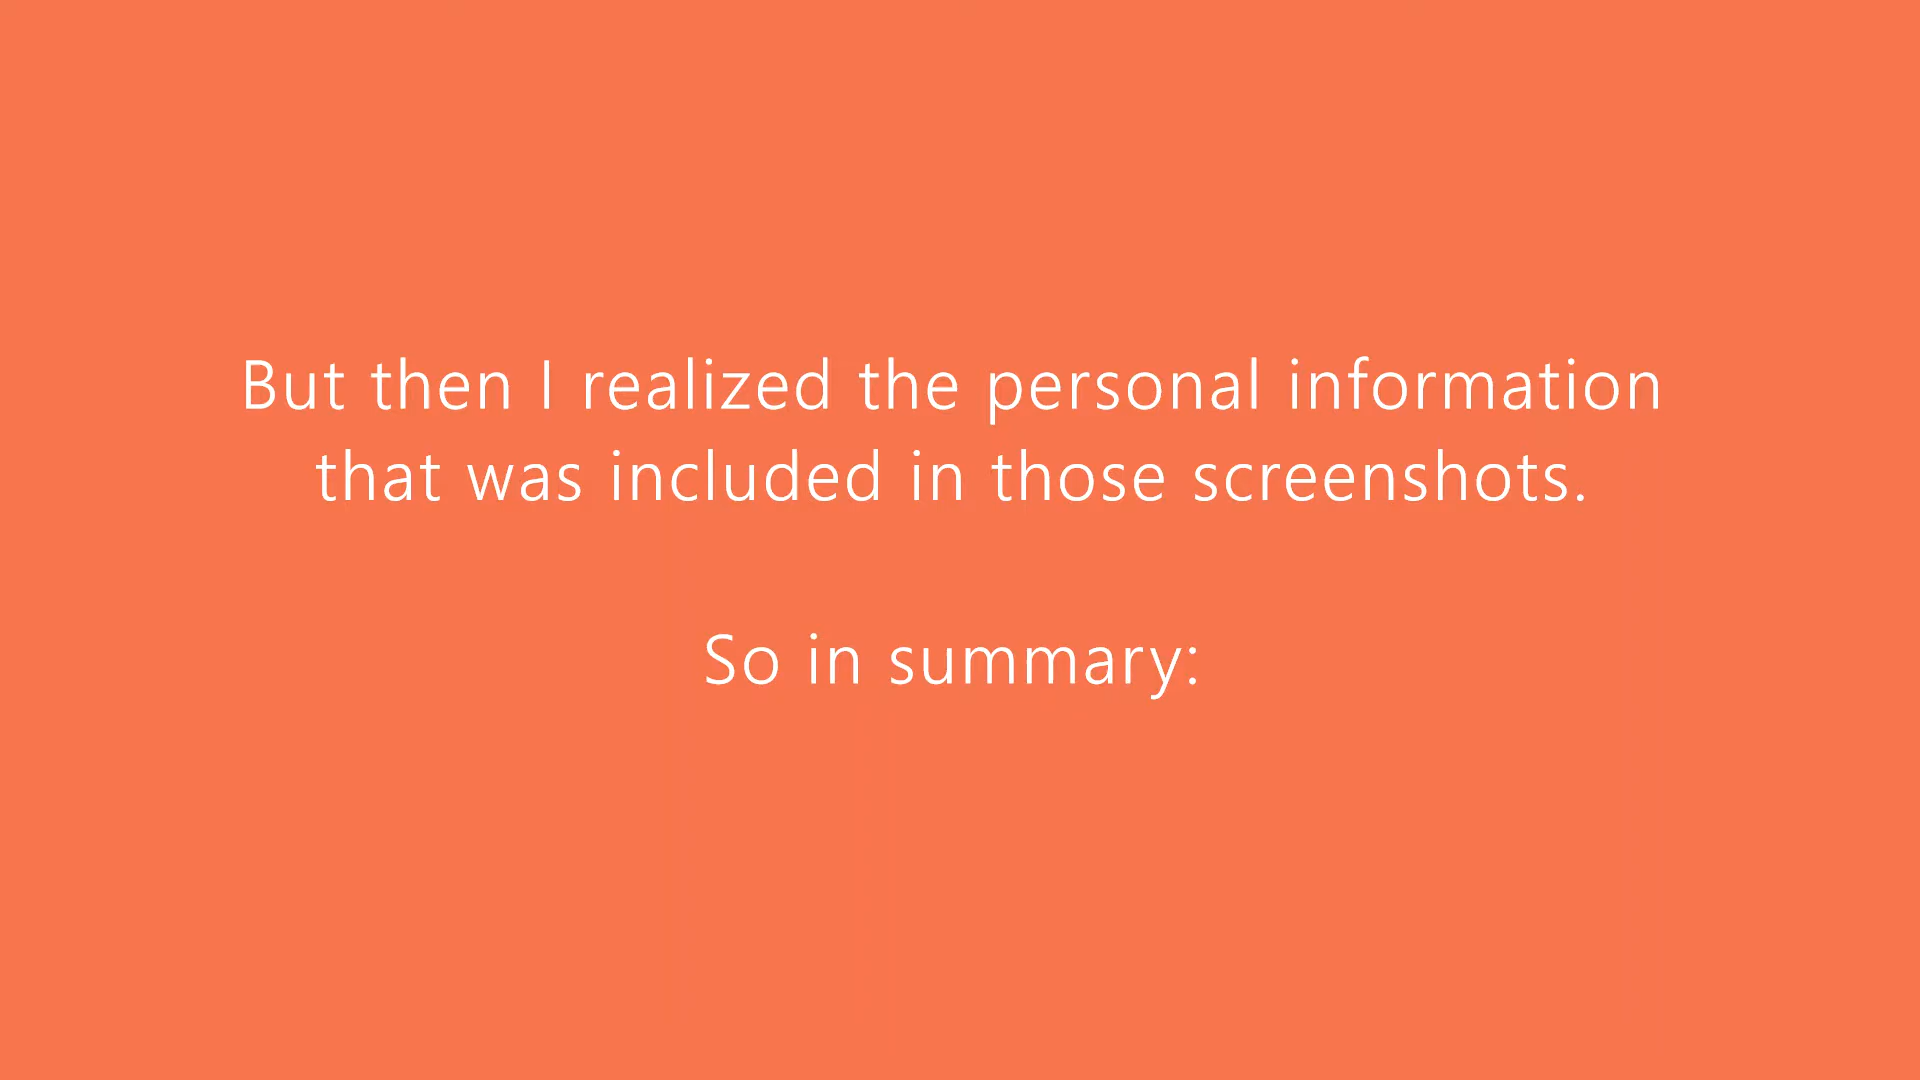 But then I realized the personal information
that was included in those screenshots.
So in summary: